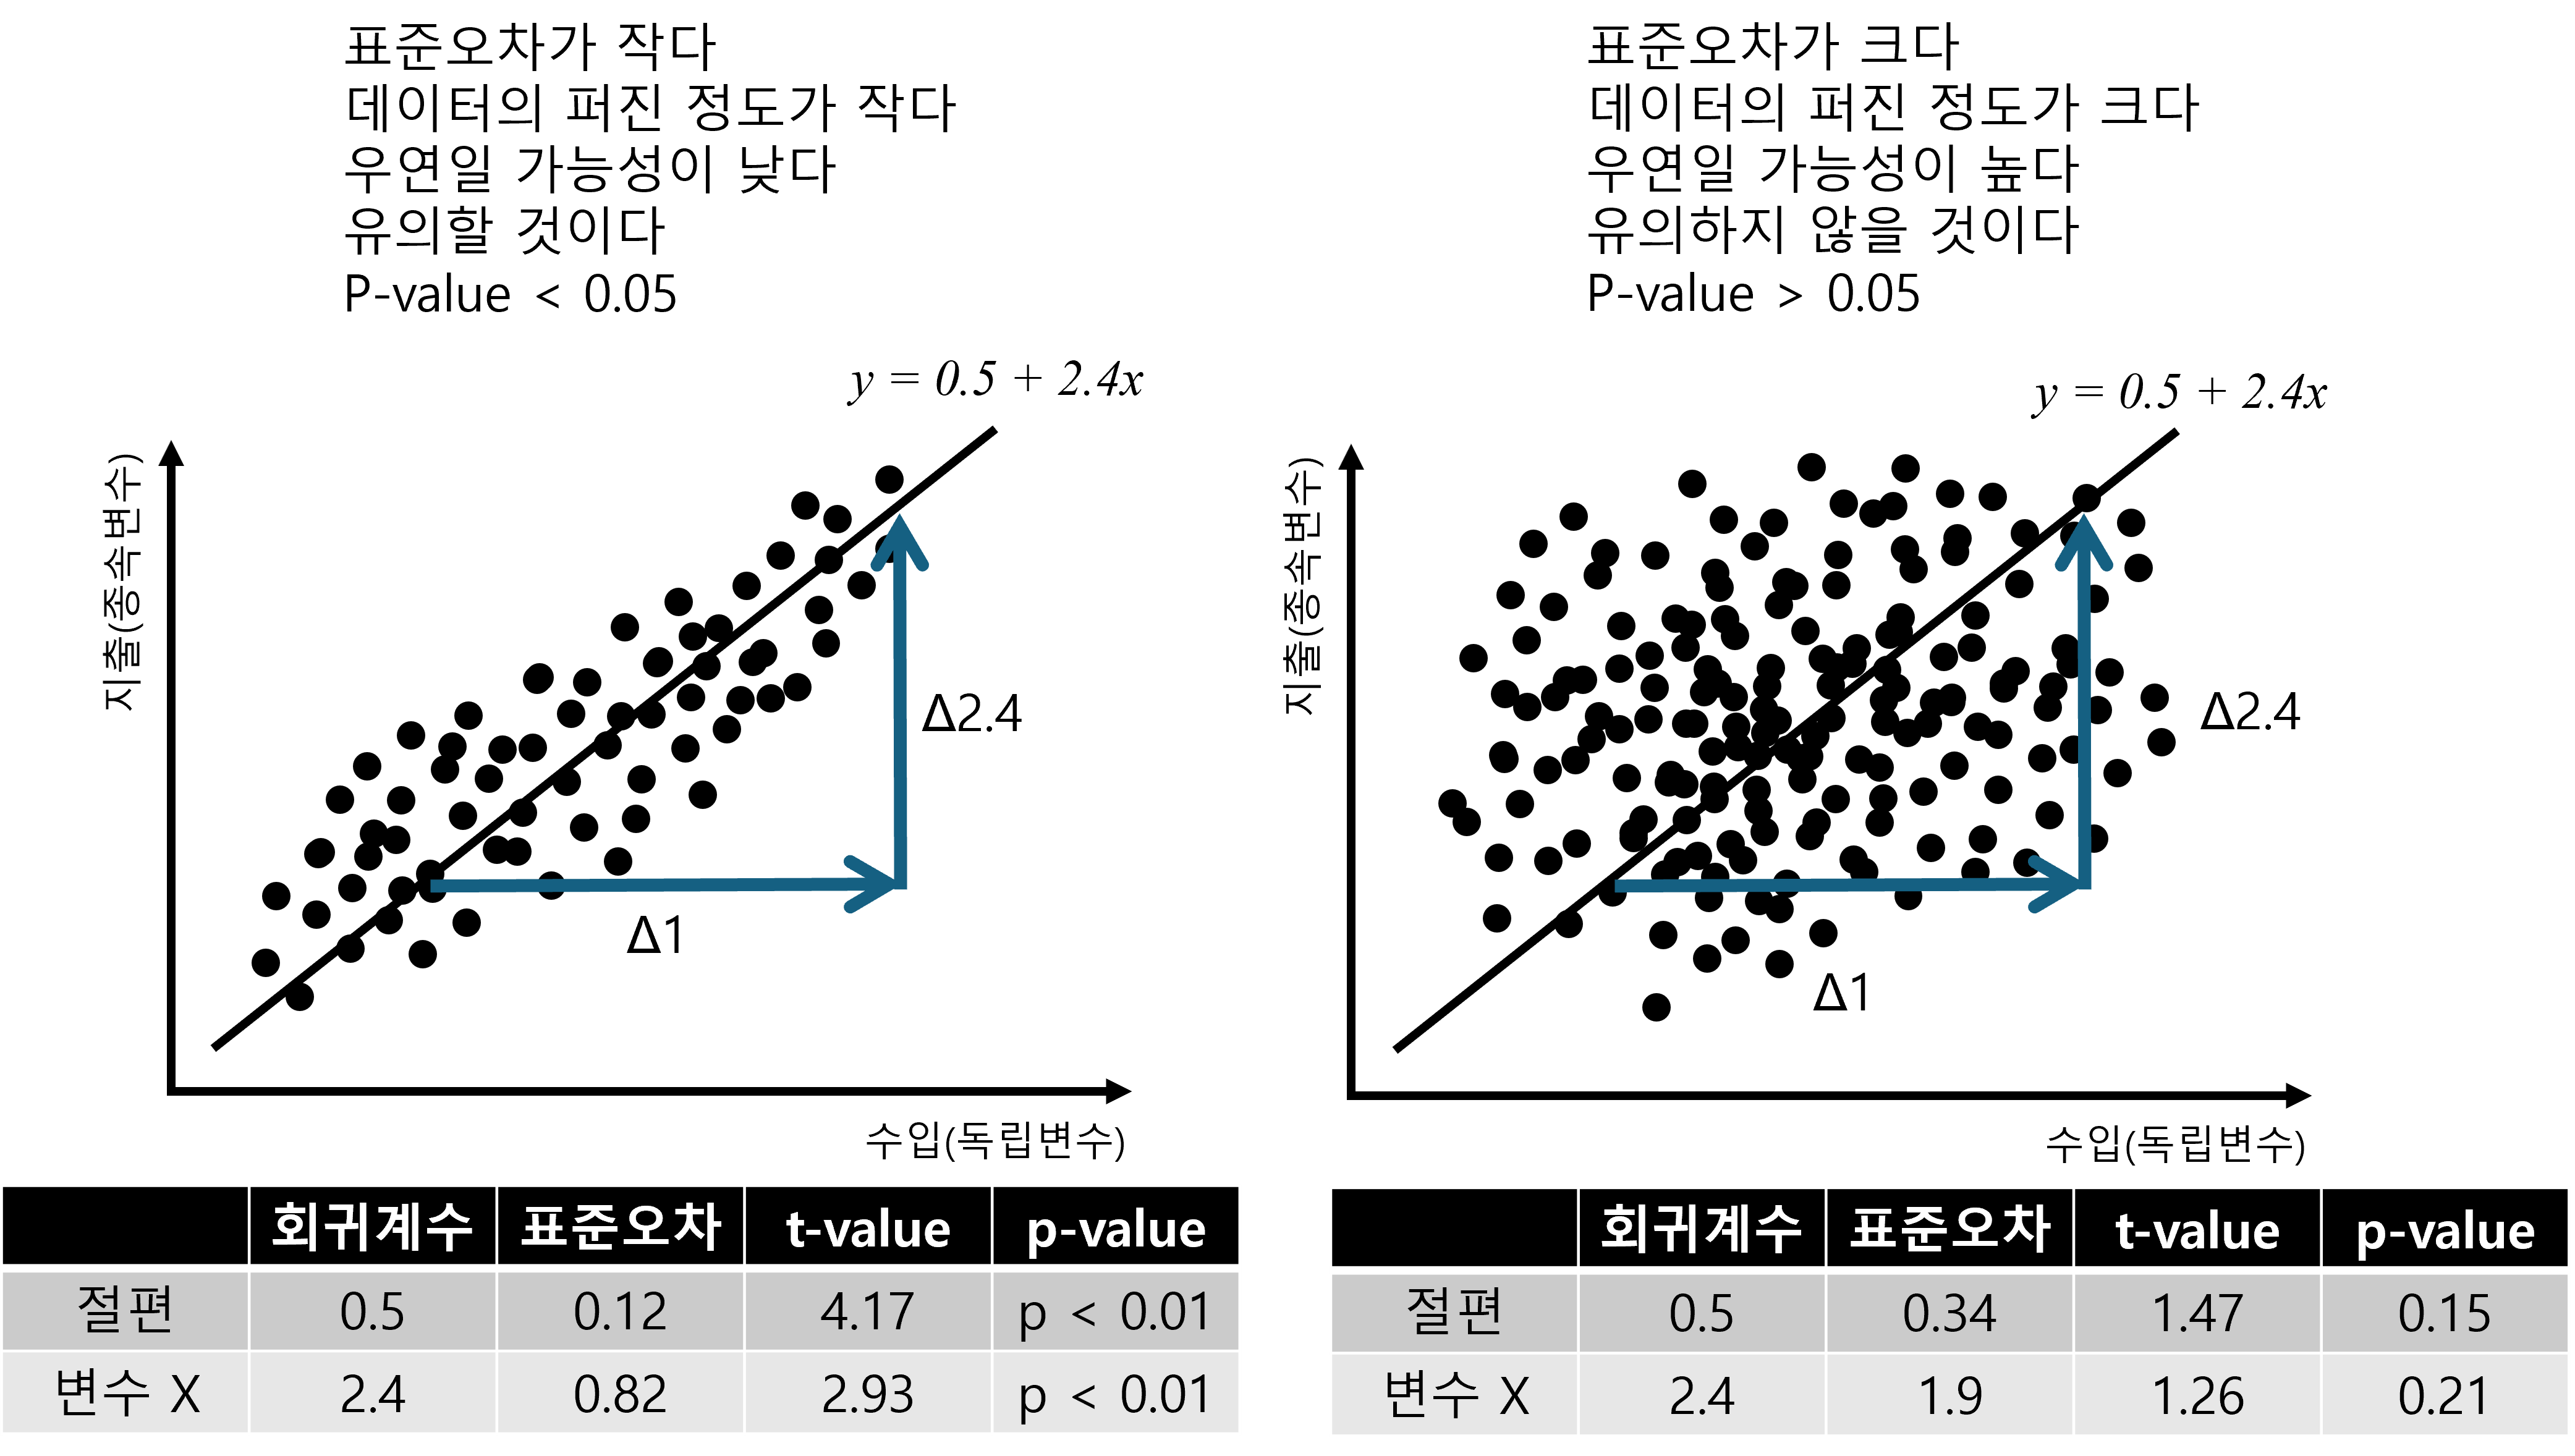 표준오차가 작다
데이터의 퍼진 정도가 작다
우연일 가능성이 낮다
유의할 것이다
P-value < 0.05
y = 0.5 + 2.4x
지출(종속변수)
Δ2.4
Δ1
수입(독립변수)
회귀계수 표준오차 t-value p-value
절편 0.5 0.12 4.17 p < 0.01
변수 X 2.4 0.82 2.93 p < 0.01
표준오차가 크다
데이터의 퍼진 정도가 크다
우연일 가능성이 높다
유의하지 않을 것이다
P-value > 0.05
y = 0.5 + 2.4x
지출(종속변수)
Δ2.4
Δ1
수입(독립변수)
회귀계수 표준오차 t-value p-value
절편 0.5 0.34 1.47 0.15
변수 X 2.4 1.9 1.26 0.21